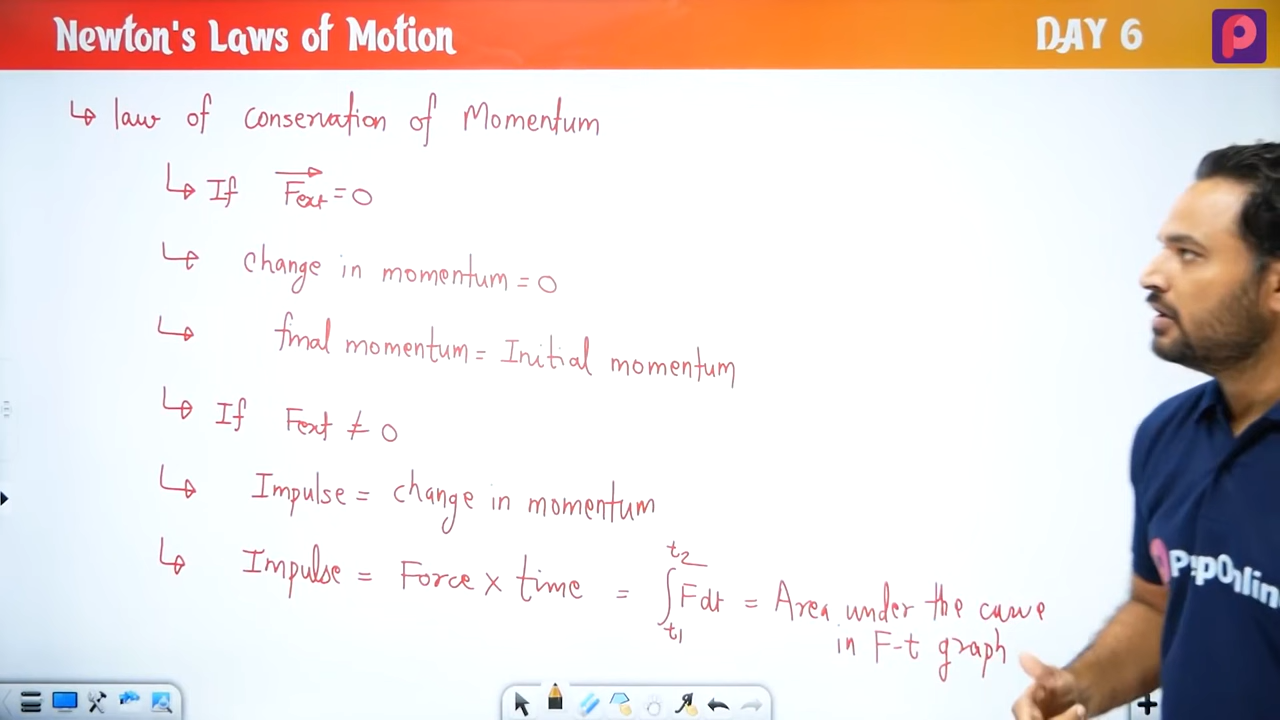 Newton's Laws of Motion
DAY 6
↳ law of conservation of Momentum
↳ If F⃗ext = 0
↳ change in momentum = 0
↳ final momentum = Initial momentum
↳ If Fext ≠ 0
↳ Impulse = change in momentum
↳ Impulse = Force × time = ∫t1t2 Fdt = Area under the curve
in F-t graph